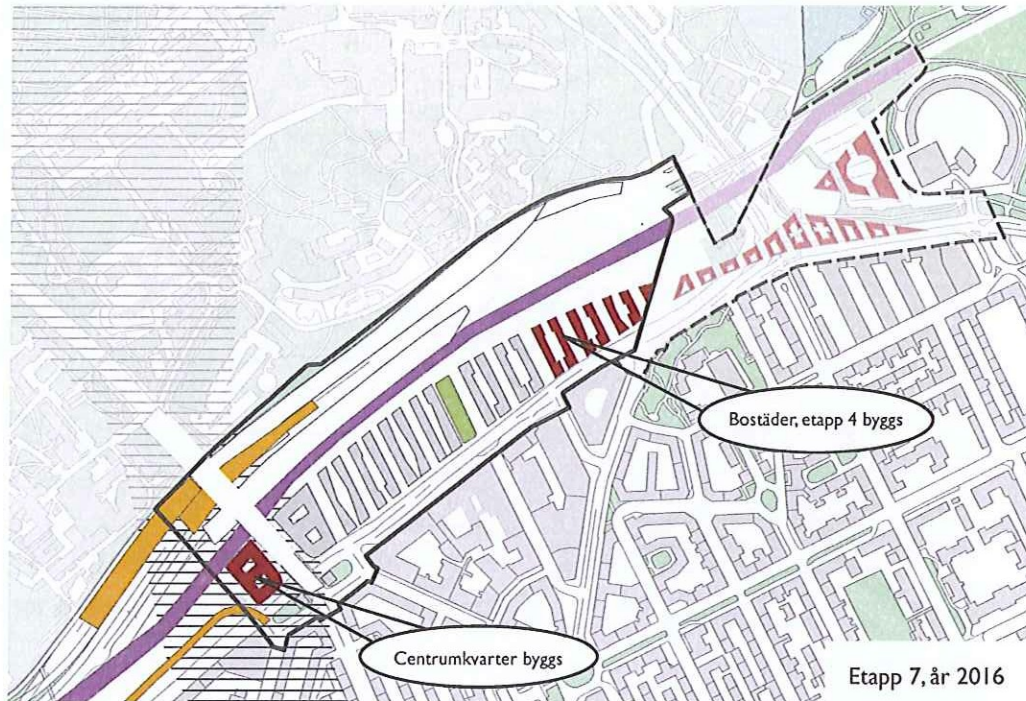 Bostäder, etapp 4 byggs
Centrumkvarter byggs
Etapp 7, år 2016